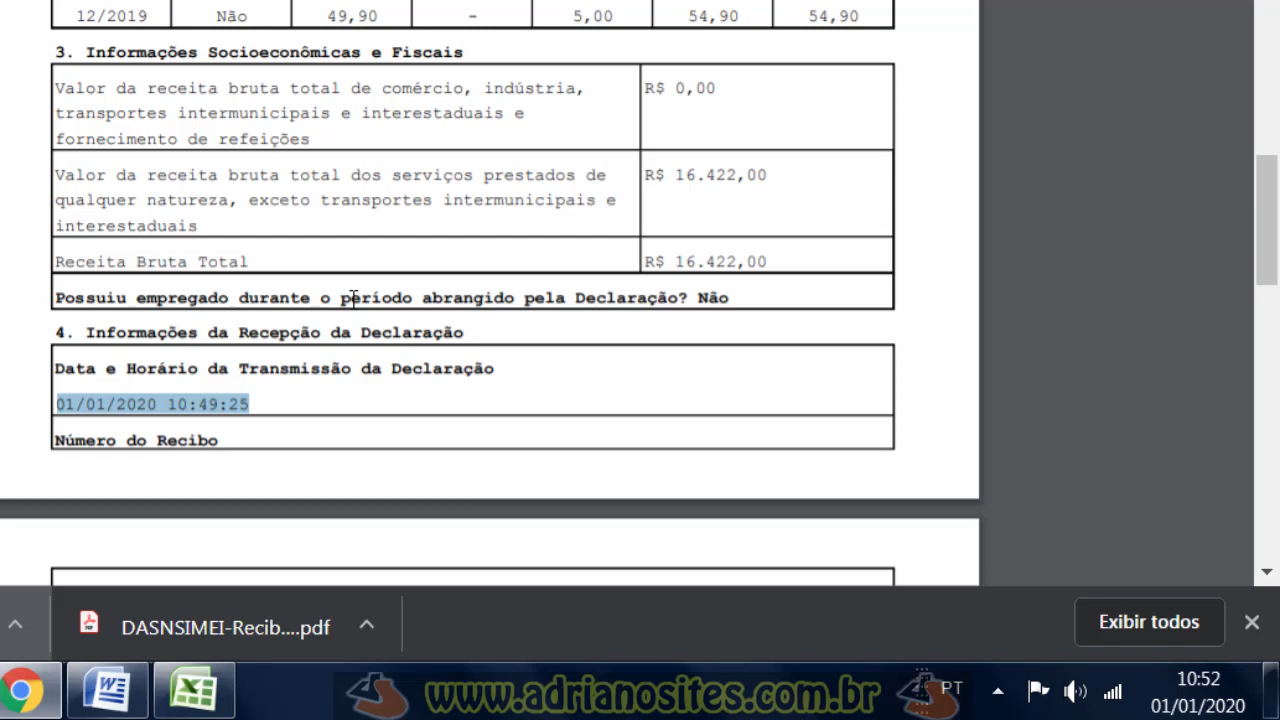 12/2019 Não 49,90 - 5,00 54,90 54,90
3. Informações Socioeconômicas e Fiscais
Valor da receita bruta total de comércio, indústria, R$ 0,00
transportes intermunicipais e interestaduais e
fornecimento de refeições
Valor da receita bruta total dos serviços prestados de R$ 16.422,00
qualquer natureza, exceto transportes intermunicipais e
interestaduais
Receita Bruta Total R$ 16.422,00
Possuiu empregado durante o período abrangido pela Declaração? Não
4. Informações da Recepção da Declaração
Data e Horário da Transmissão da Declaração
01/01/2020 10:49:25
Número do Recibo
DASNSIMEI-Recib....pdf Exibir todos
www.adrianosites.com.br PT 10:52
01/01/2020